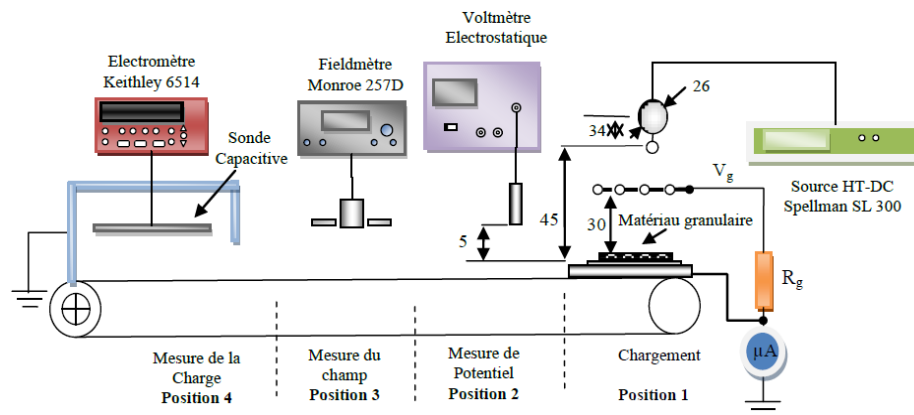 Voltmètre
Electrostatique
Electromètre
Keithley 6514
Fieldmètre
Monroe 257D
26
34
Sonde
Capacitive
V_g
Source HT-DC
Spellman SL 300
45
30
Matériau granulaire
5
R_g
µA
Mesure de la
Charge
Position 4
Mesure du
champ
Position 3
Mesure de
Potentiel
Position 2
Chargement
Position 1